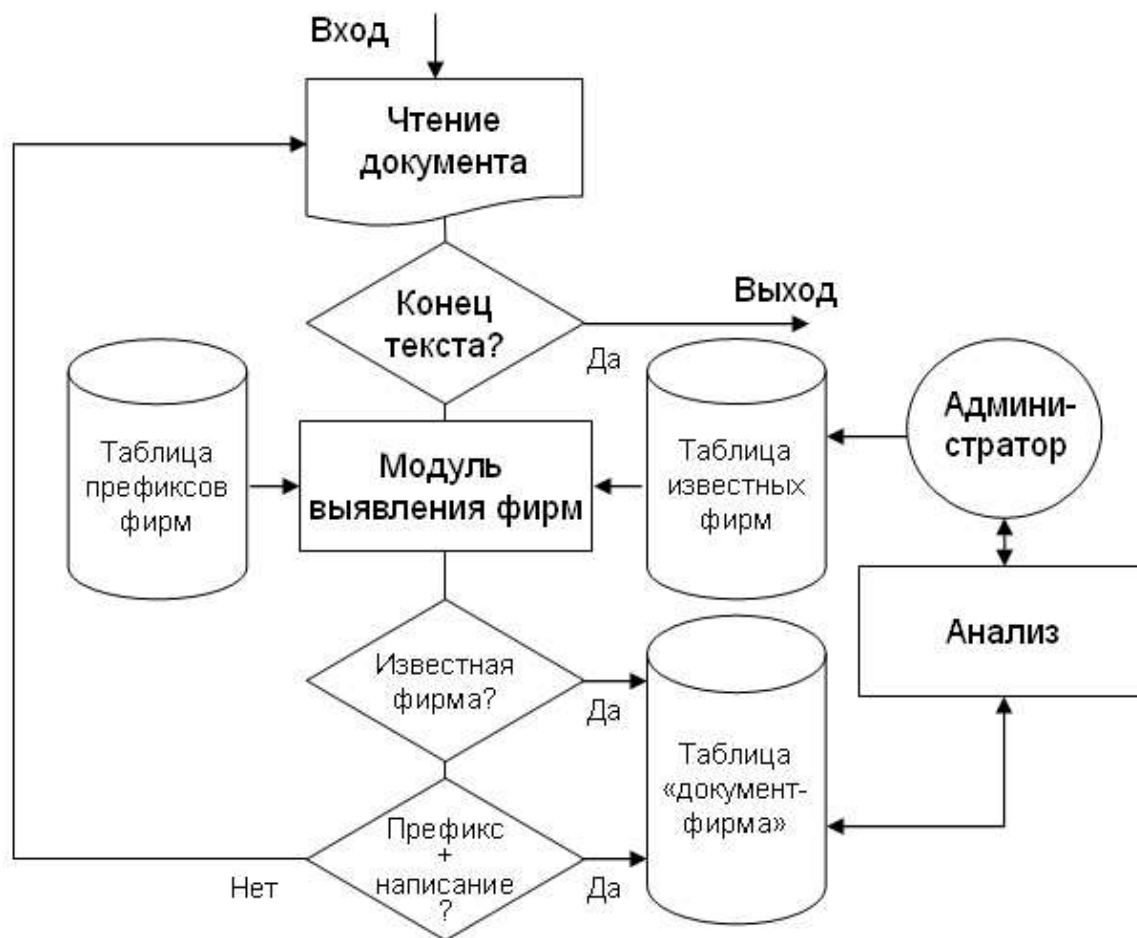 Вход
Чтение
документа
Конец
текста?
Выход
Да
Таблица
префиксов
фирм
Модуль
выявления фирм
Таблица
известных
фирм
Админи-
стратор
Анализ
Известная
фирма?
Да
Таблица
«документ-
фирма»
Префикс
+
написание
?
Нет
Да